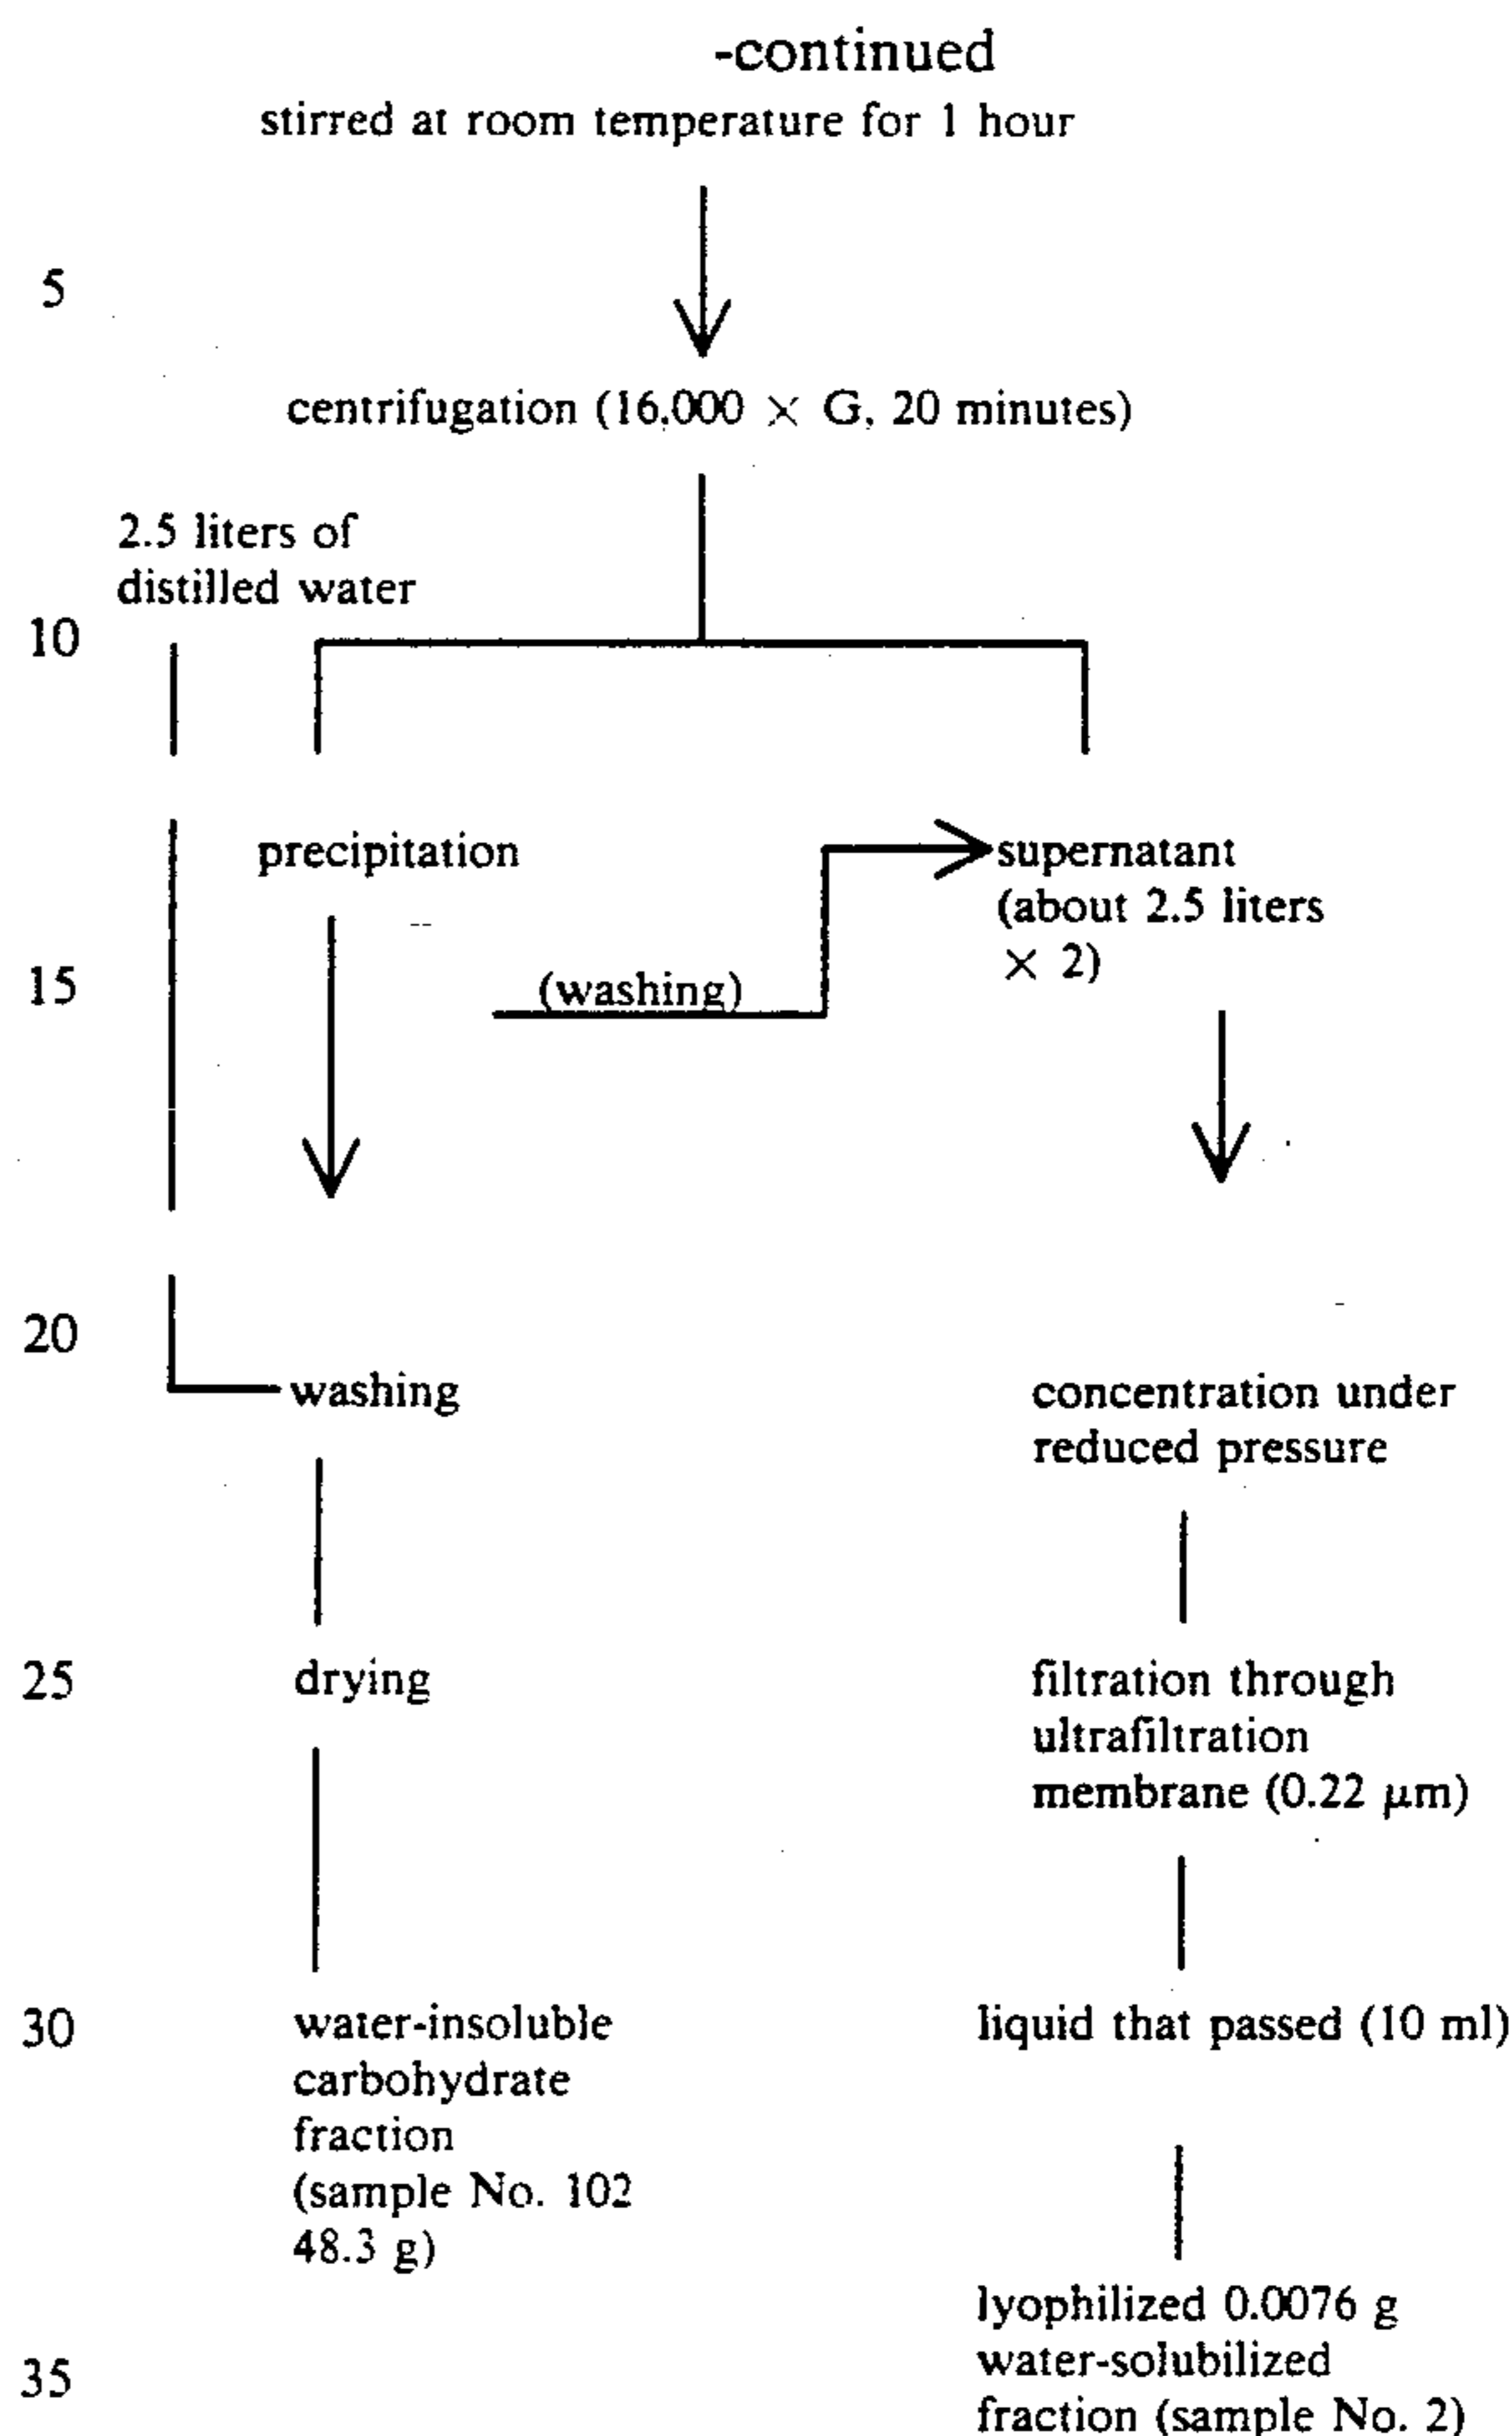 -continued
stirred at room temperature for 1 hour
5
centrifugation (16,000 × G, 20 minutes)
2.5 liters of
distilled water
10
precipitation
supernatant
(about 2.5 liters
× 2)
15
(washing)
20
washing
concentration under
reduced pressure
25
drying
filtration through
ultrafiltration
membrane (0.22 μm)
30
water-insoluble
carbohydrate
fraction
(sample No. 102
48.3 g)
liquid that passed (10 ml)
lyophilized 0.0076 g
water-solubilized
fraction (sample No. 2)
35